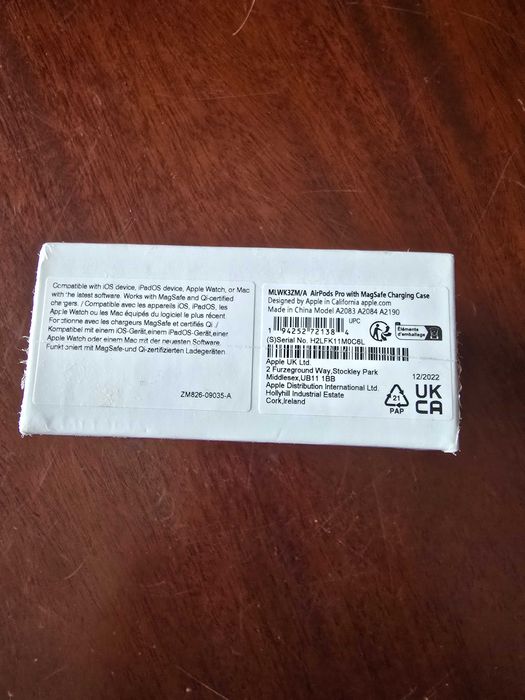 Compatible with iOS device, iPadOS device, Apple Watch, or Mac
with the latest software. Works with MagSafe and Qi-certified
chargers. / Compatible avec les appareils iOS, iPadOS, les
Apple Watch ou les Mac équipés du logiciel le plus récent.
Fonctionne avec les chargeurs MagSafe et certifiés Qi. /
Kompatibel mit einem iOS-Gerät,einem iPadOS-Gerät,einer
Apple Watch oder einem Mac mit der neuesten Software.
Funktioniert mit MagSafe-und Qi-zertifizierten Ladegeräten.
ZM826-09035-A
MLWK3ZM/A AirPods Pro with MagSafe Charging Case
Designed by Apple in California apple.com
Made in China Model A2083 A2084 A2190
UPC
1 94252 72138 4
Éléments
d'emballage
(S)Serial No. H2LFK11M0C6L
Apple UK Ltd.
2 Furzeground Way,Stockley Park
Middlesex,UB11 1BB
Apple Distribution International Ltd.
Hollyhill Industrial Estate
Cork,Ireland
12/2022
21
PAP
UK
CA